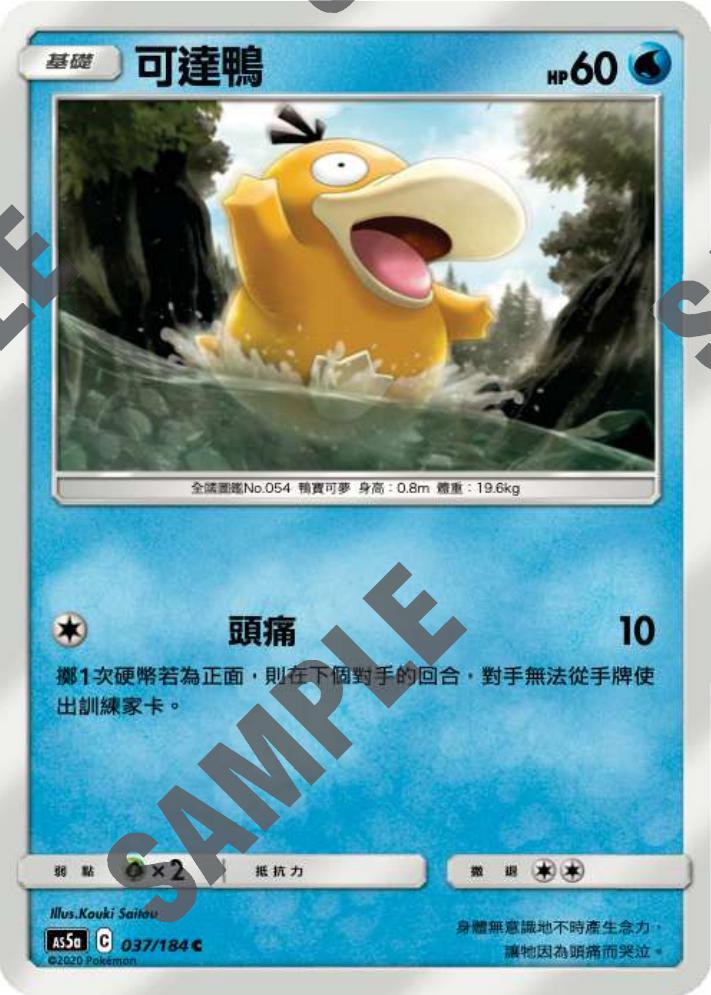 基礎 可達鴨 HP60
全國圖鑑No.054 鴨寶可夢 身高：0.8m 體重：19.6kg
頭痛 10
擲1次硬幣若為正面，則在下個對手的回合，對手無法從手牌使
出訓練家卡。
弱點 ×2 抵抗力 撤退
Illus.Kouki Saitou
AS5a C 037/184 C
©2020 Pokémon
身體無意識地不時產生念力，
讓牠因為頭痛而哭泣。
SAMPLE